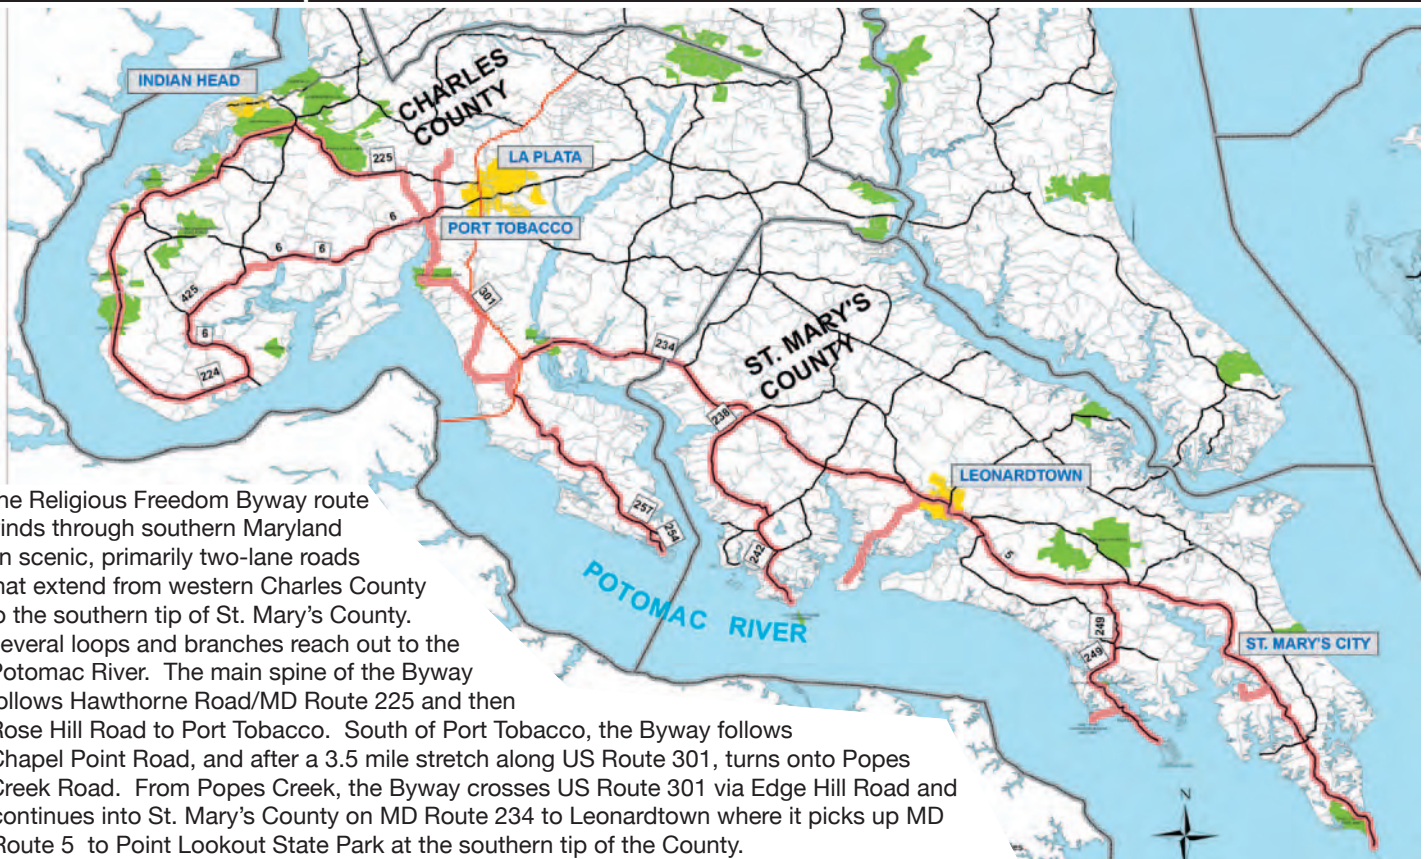 INDIAN HEAD
CHARLES
COUNTY
225
LA PLATA
6
PORT TOBACCO
6
6
425
301
6
224
234
ST. MARY'S
COUNTY
238
LEONARDTOWN
257
254
242
5
249
249
POTOMAC RIVER
ST. MARY'S CITY
N
he Religious Freedom Byway route
inds through southern Maryland
n scenic, primarily two-lane roads
hat extend from western Charles County
o the southern tip of St. Mary’s County.
everal loops and branches reach out to the
Potomac River. The main spine of the Byway
ollows Hawthorne Road/MD Route 225 and then
Rose Hill Road to Port Tobacco. South of Port Tobacco, the Byway follows
Chapel Point Road, and after a 3.5 mile stretch along US Route 301, turns onto Popes
Creek Road. From Popes Creek, the Byway crosses US Route 301 via Edge Hill Road and
continues into St. Mary’s County on MD Route 234 to Leonardtown where it picks up MD
Route 5 to Point Lookout State Park at the southern tip of the County.